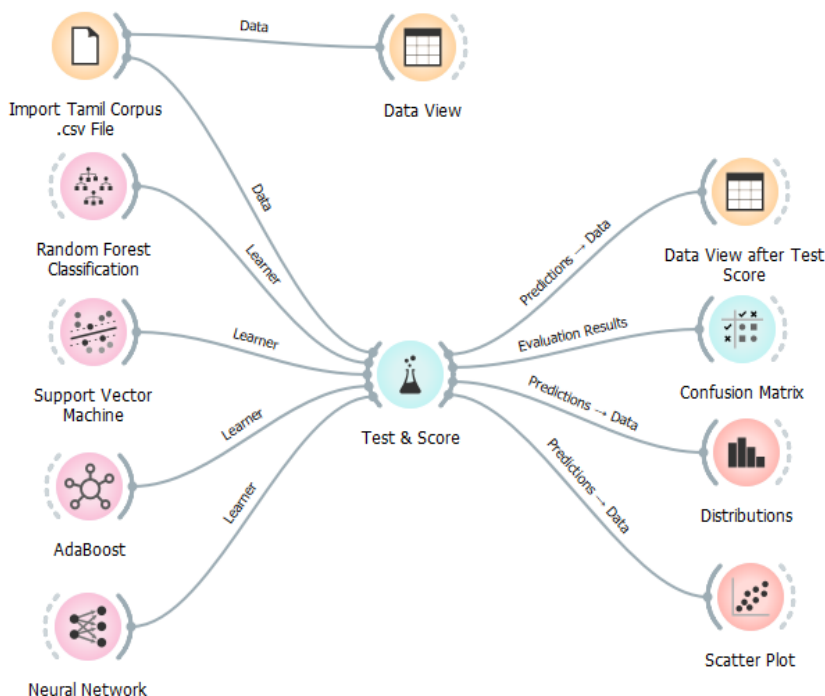 Data
Data View
Import Tamil Corpus
.csv File
Data
Random Forest
Classification
Learner
Support Vector
Machine
Learner
AdaBoost
Learner
Neural Network
Learner
Test & Score
Predictions → Data
Data View after Test
Score
Evaluation Results
Confusion Matrix
Predictions → Data
Distributions
Predictions → Data
Scatter Plot